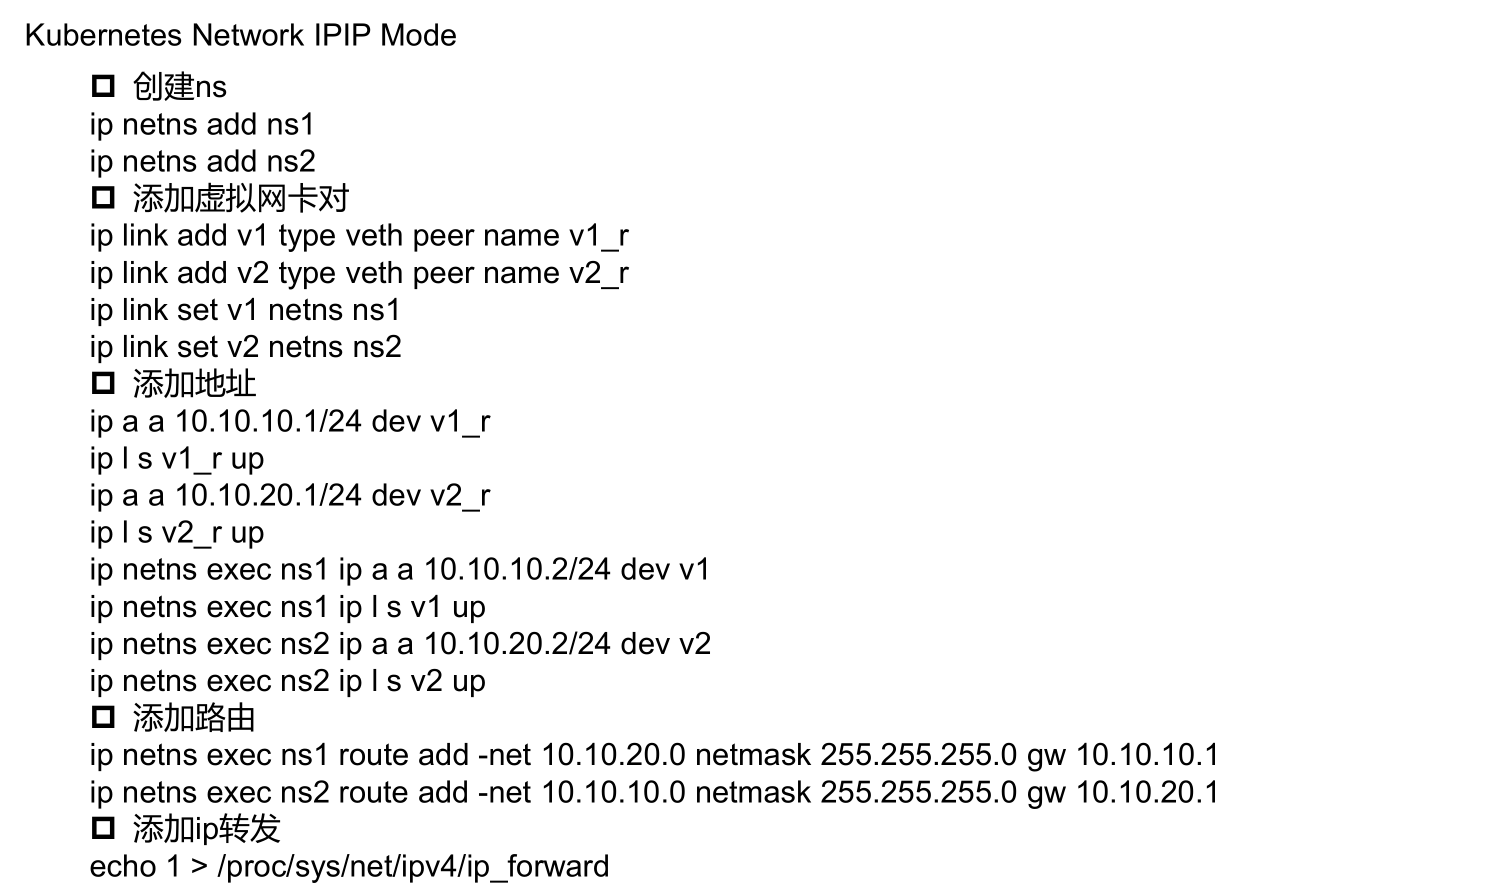 Kubernetes Network IPIP Mode
创建ns
ip netns add ns1
ip netns add ns2
添加虚拟网卡对
ip link add v1 type veth peer name v1_r
ip link add v2 type veth peer name v2_r
ip link set v1 netns ns1
ip link set v2 netns ns2
添加地址
ip a a 10.10.10.1/24 dev v1_r
ip l s v1_r up
ip a a 10.10.20.1/24 dev v2_r
ip l s v2_r up
ip netns exec ns1 ip a a 10.10.10.2/24 dev v1
ip netns exec ns1 ip l s v1 up
ip netns exec ns2 ip a a 10.10.20.2/24 dev v2
ip netns exec ns2 ip l s v2 up
添加路由
ip netns exec ns1 route add -net 10.10.20.0 netmask 255.255.255.0 gw 10.10.10.1
ip netns exec ns2 route add -net 10.10.10.0 netmask 255.255.255.0 gw 10.10.20.1
添加ip转发
echo 1 > /proc/sys/net/ipv4/ip_forward